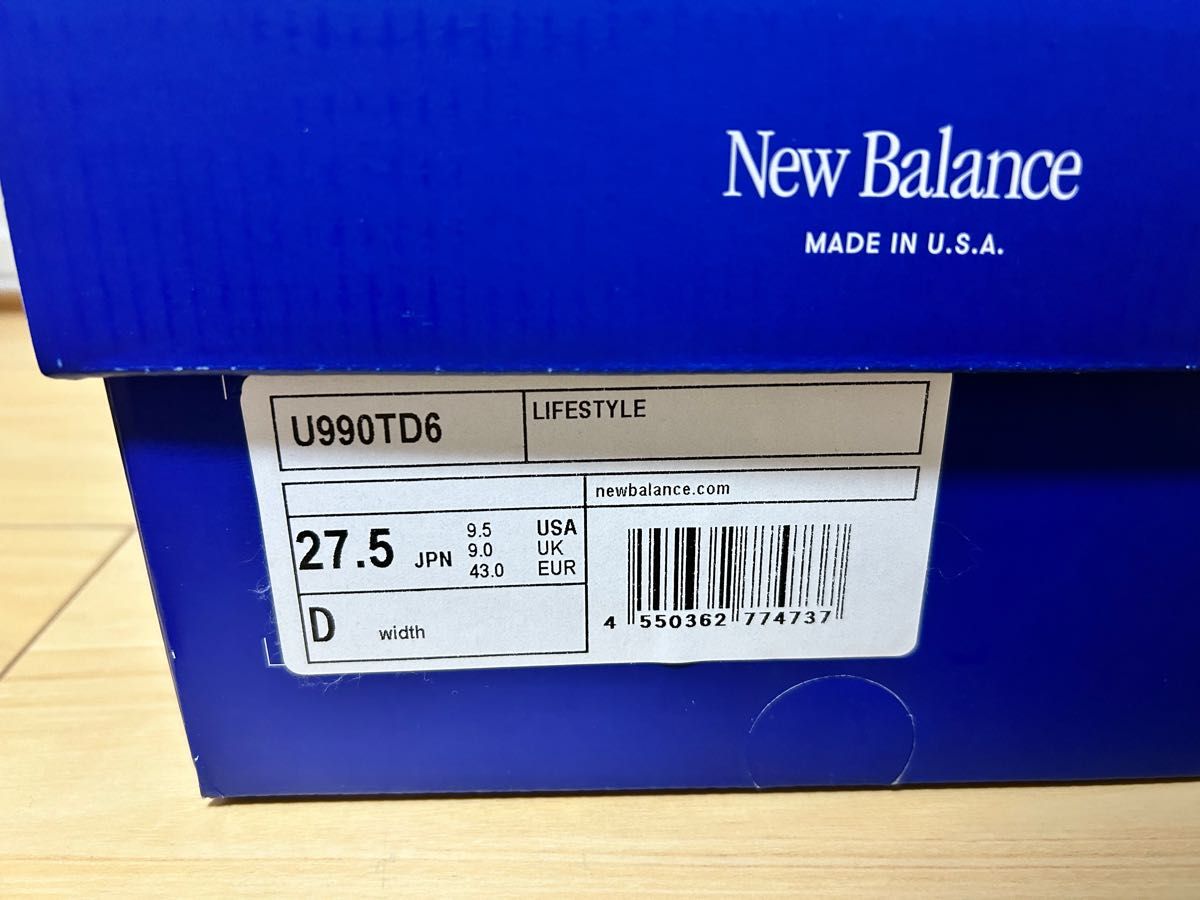 New Balance
MADE IN U.S.A.
U990TD6
LIFESTYLE
newbalance.com
27.5 JPN
9.5 USA
9.0 UK
43.0 EUR
D width
4 550362 774737